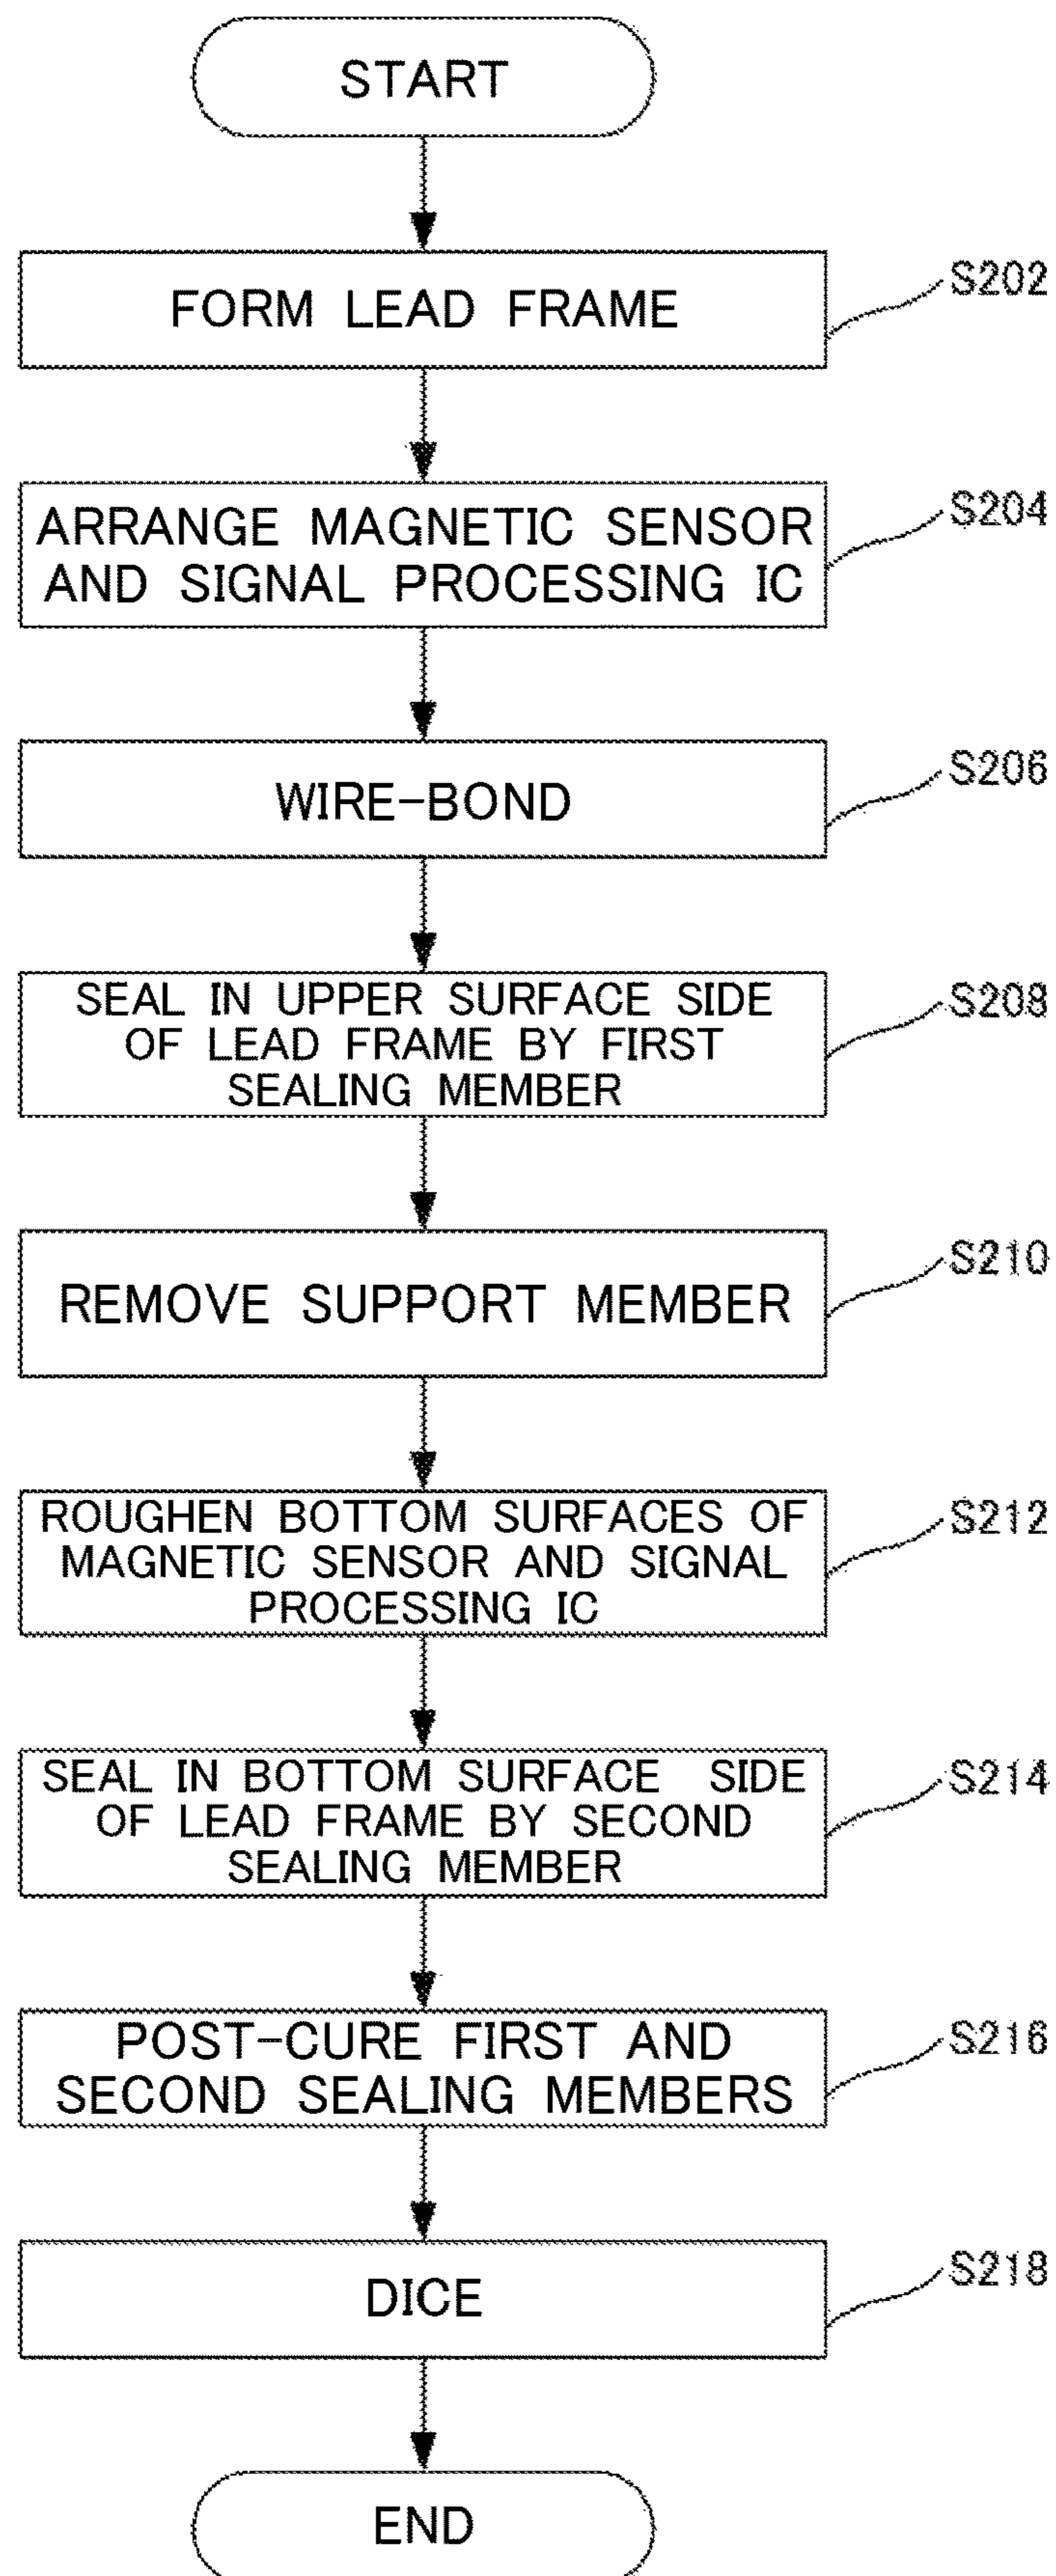 START
FORM LEAD FRAME
S202
ARRANGE MAGNETIC SENSOR
AND SIGNAL PROCESSING IC
S204
WIRE-BOND
S206
SEAL IN UPPER SURFACE SIDE
OF LEAD FRAME BY FIRST
SEALING MEMBER
S208
REMOVE SUPPORT MEMBER
S210
ROUGHEN BOTTOM SURFACES OF
MAGNETIC SENSOR AND SIGNAL
PROCESSING IC
S212
SEAL IN BOTTOM SURFACE SIDE
OF LEAD FRAME BY SECOND
SEALING MEMBER
S214
POST-CURE FIRST AND
SECOND SEALING MEMBERS
S216
DICE
S218
END